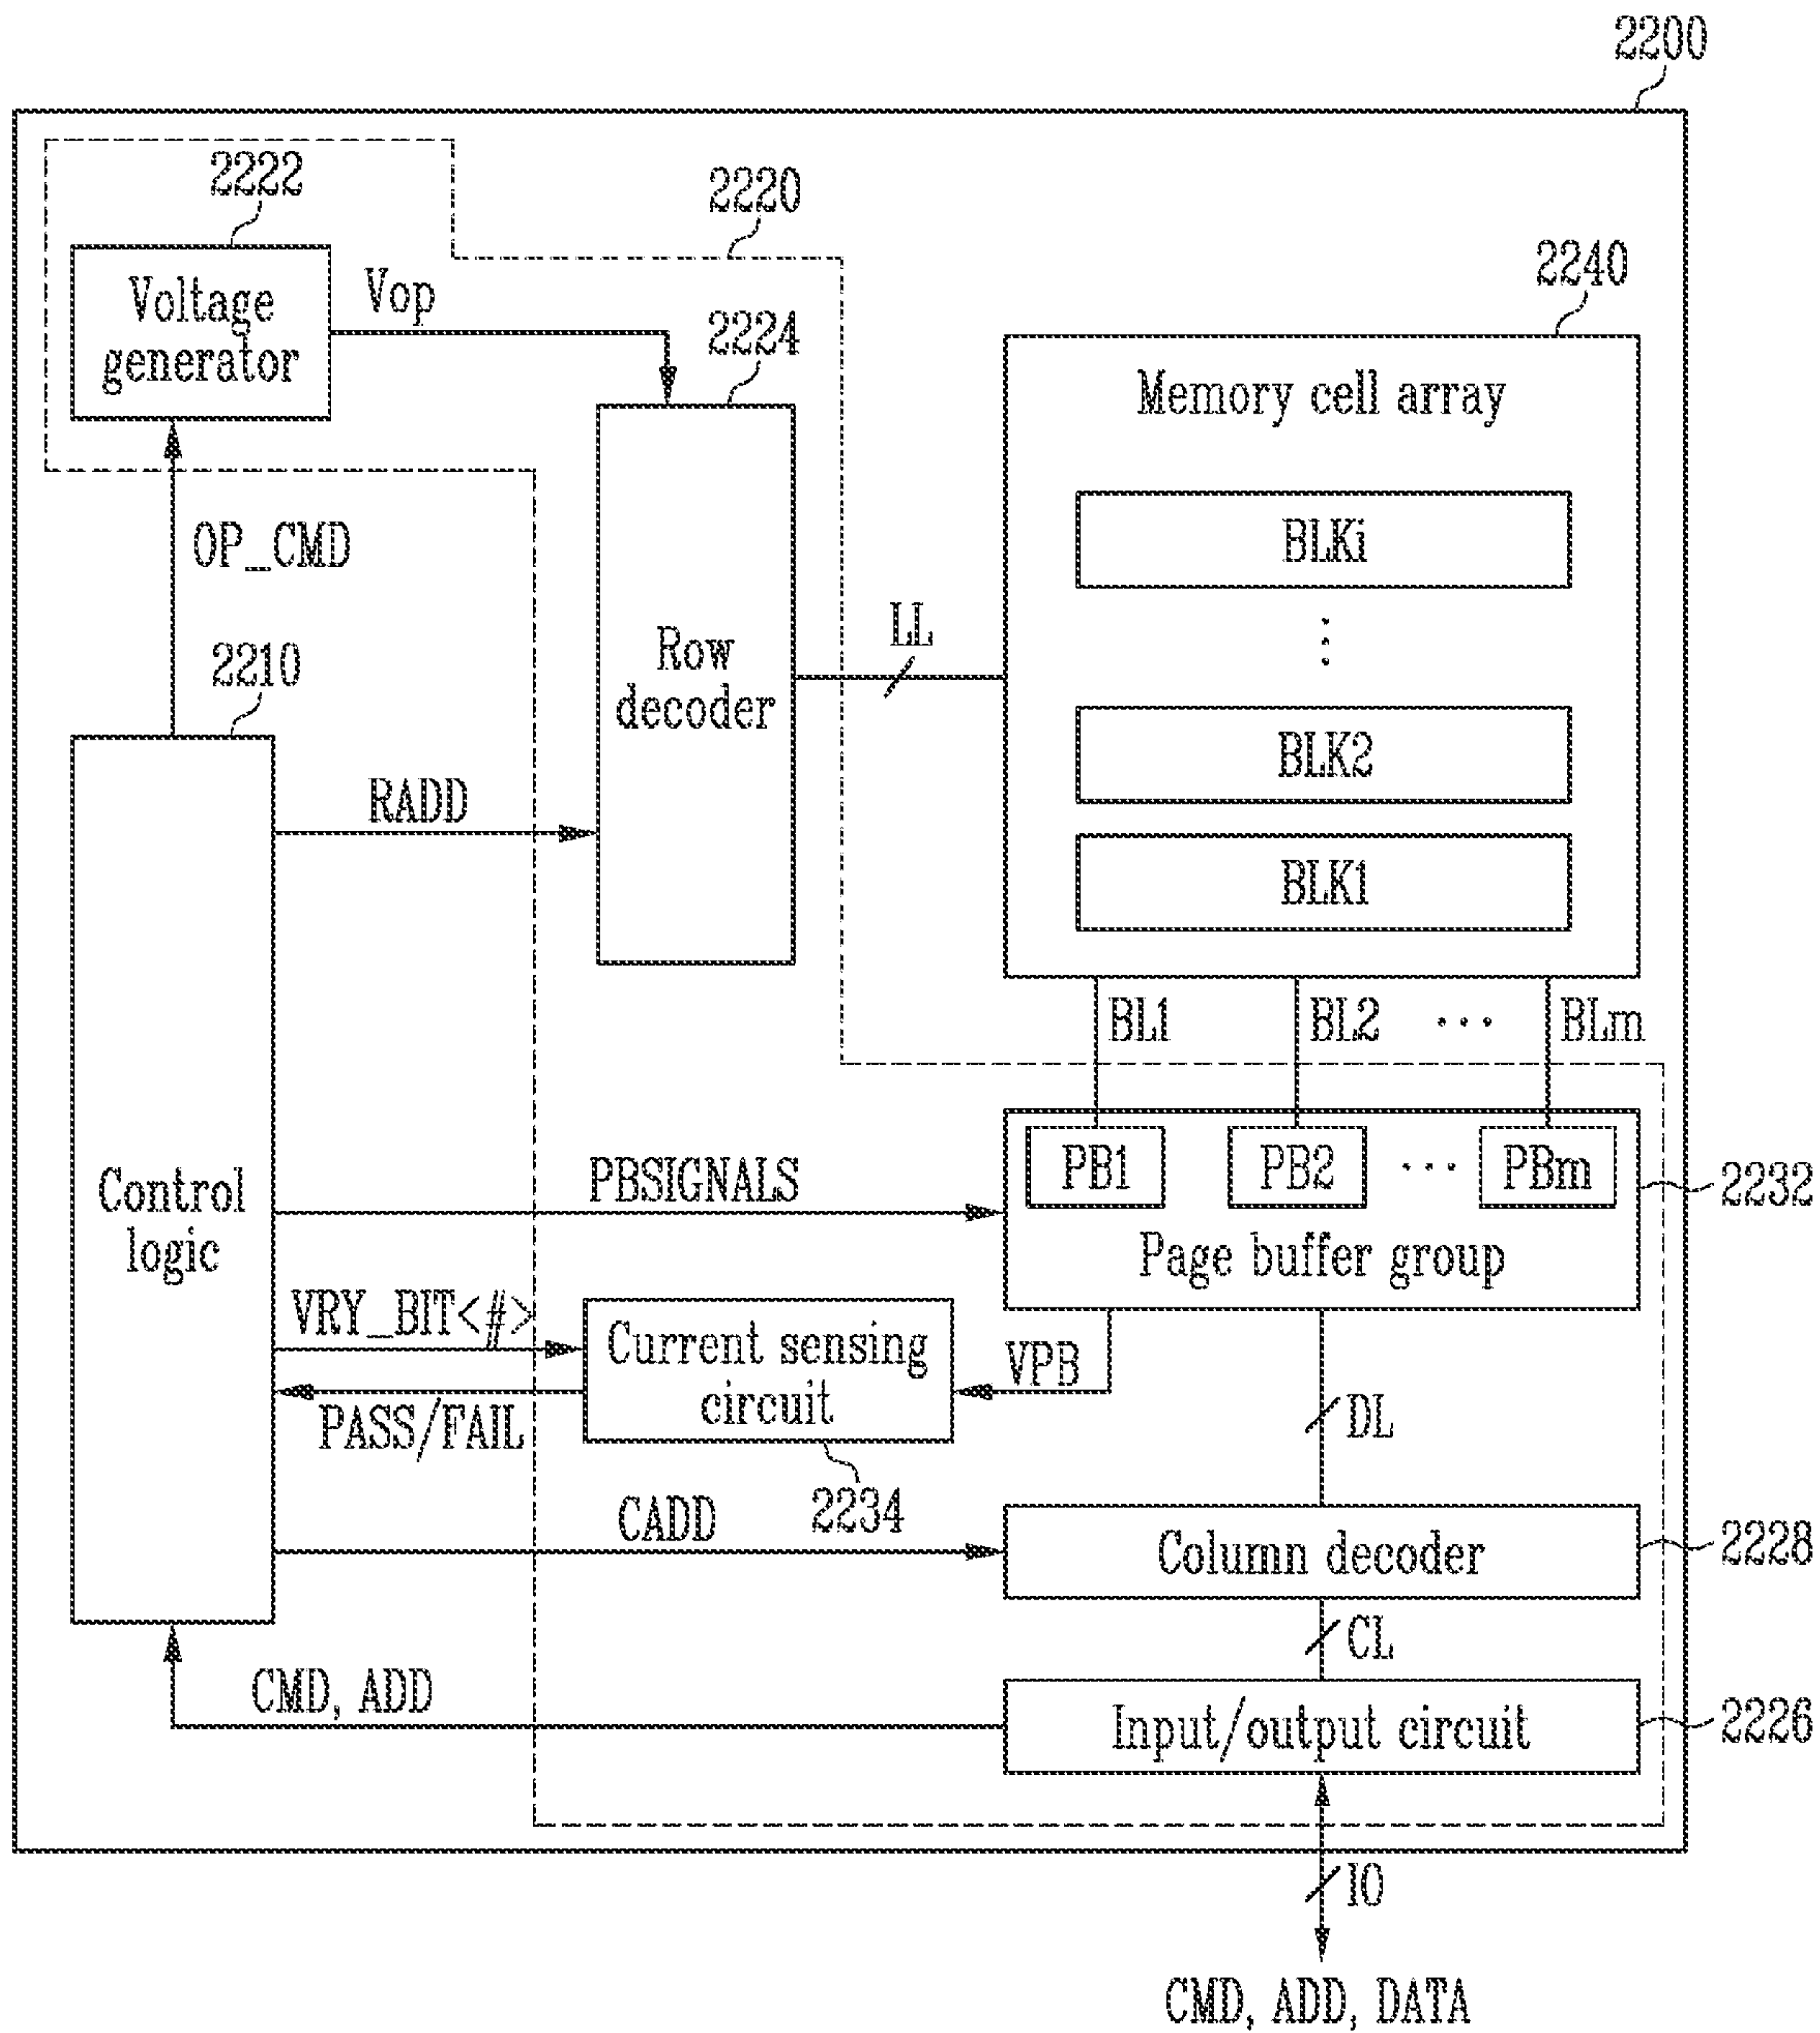 2200
2222
2220
Voltage
generator
Vop
2224
2240
Memory cell array
BLKi
⋮
OP_CMD
LL
2210
Row
decoder
BLK2
RADD
BLK1
BL1 BL2 ··· BLm
Control
logic
PBSIGNALS
PB1 PB2 ··· PBm
Page buffer group
2232
VRY_BIT<#>
Current sensing
circuit
VPB
PASS/FAIL
DL
2234
CADD
Column decoder
2228
CL
CMD, ADD
Input/output circuit
2226
IO
CMD, ADD, DATA